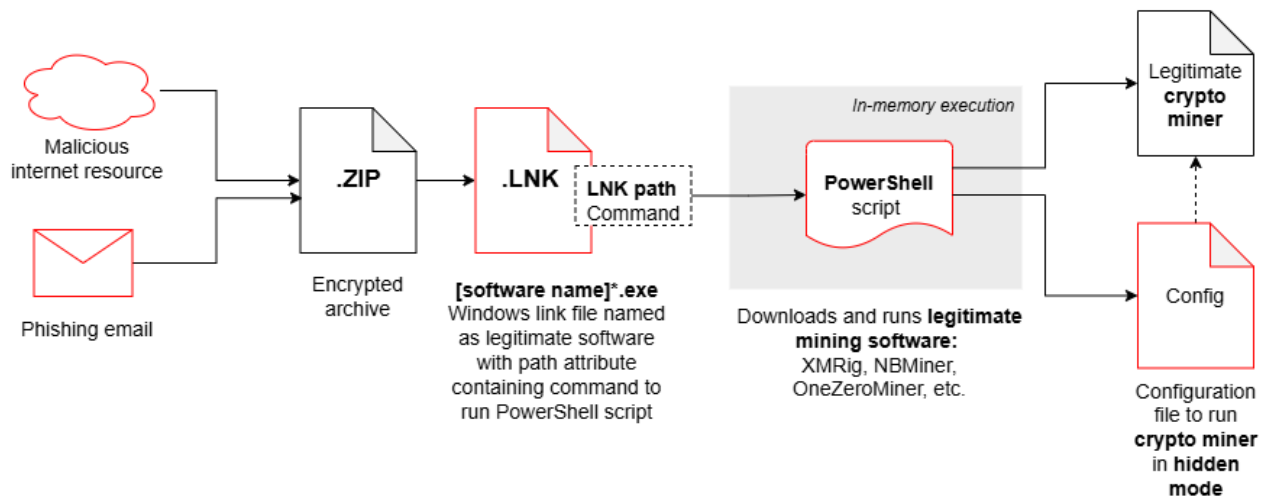 Malicious
internet resource
Phishing email
.ZIP
Encrypted
archive
.LNK
LNK path
Command
[software name]*.exe
Windows link file named
as legitimate software
with path attribute
containing command to
run PowerShell script
In-memory execution
PowerShell
script
Downloads and runs legitimate
mining software:
XMRig, NBMiner,
OneZeroMiner, etc.
Legitimate
crypto
miner
Config
Configuration
file to run
crypto miner
in hidden
mode